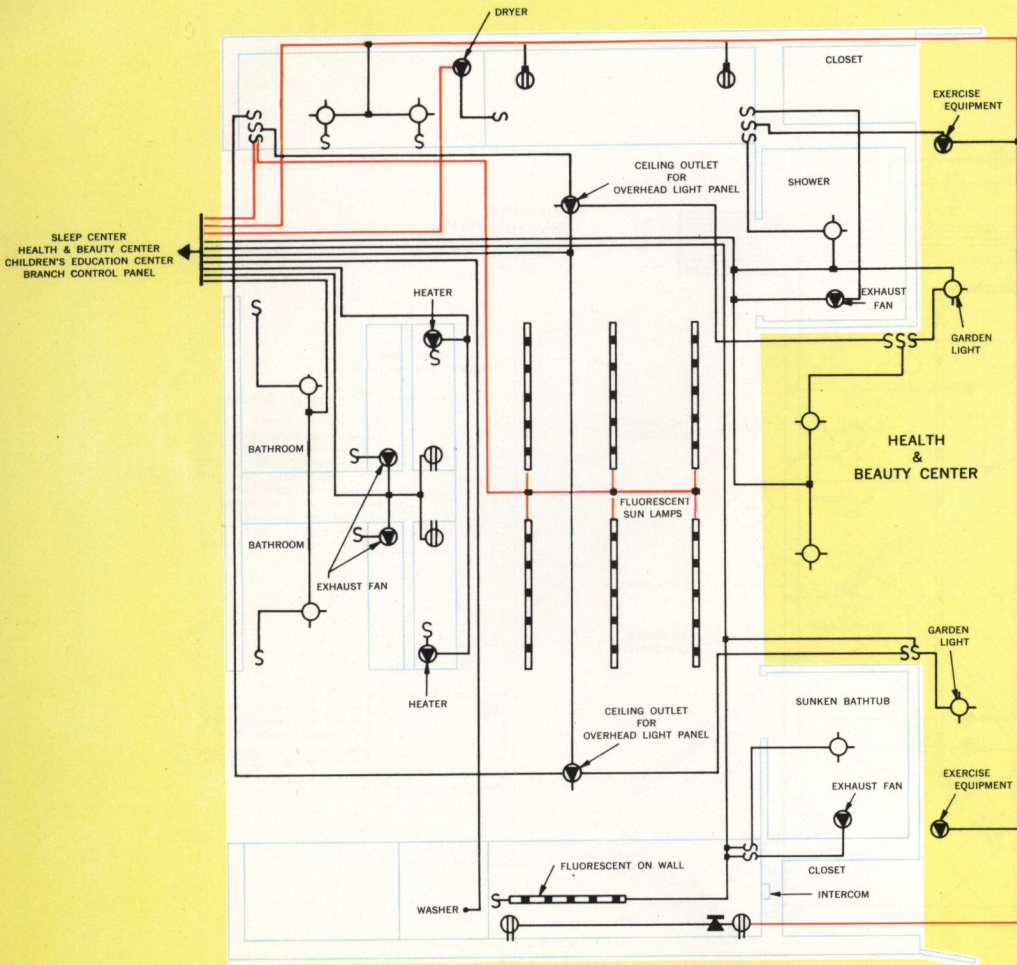 DRYER
CLOSET
EXERCISE
EQUIPMENT
CEILING OUTLET
FOR
OVERHEAD LIGHT PANEL
SHOWER
SLEEP CENTER
HEALTH & BEAUTY CENTER
CHILDREN'S EDUCATION CENTER
BRANCH CONTROL PANEL
HEATER
EXHAUST
FAN
GARDEN
LIGHT
BATHROOM
HEALTH
&
BEAUTY CENTER
FLUORESCENT
SUN LAMPS
BATHROOM
EXHAUST FAN
GARDEN
LIGHT
HEATER
SUNKEN BATHTUB
CEILING OUTLET
FOR
OVERHEAD LIGHT PANEL
EXHAUST FAN
EXERCISE
EQUIPMENT
FLUORESCENT ON WALL
CLOSET
INTERCOM
WASHER